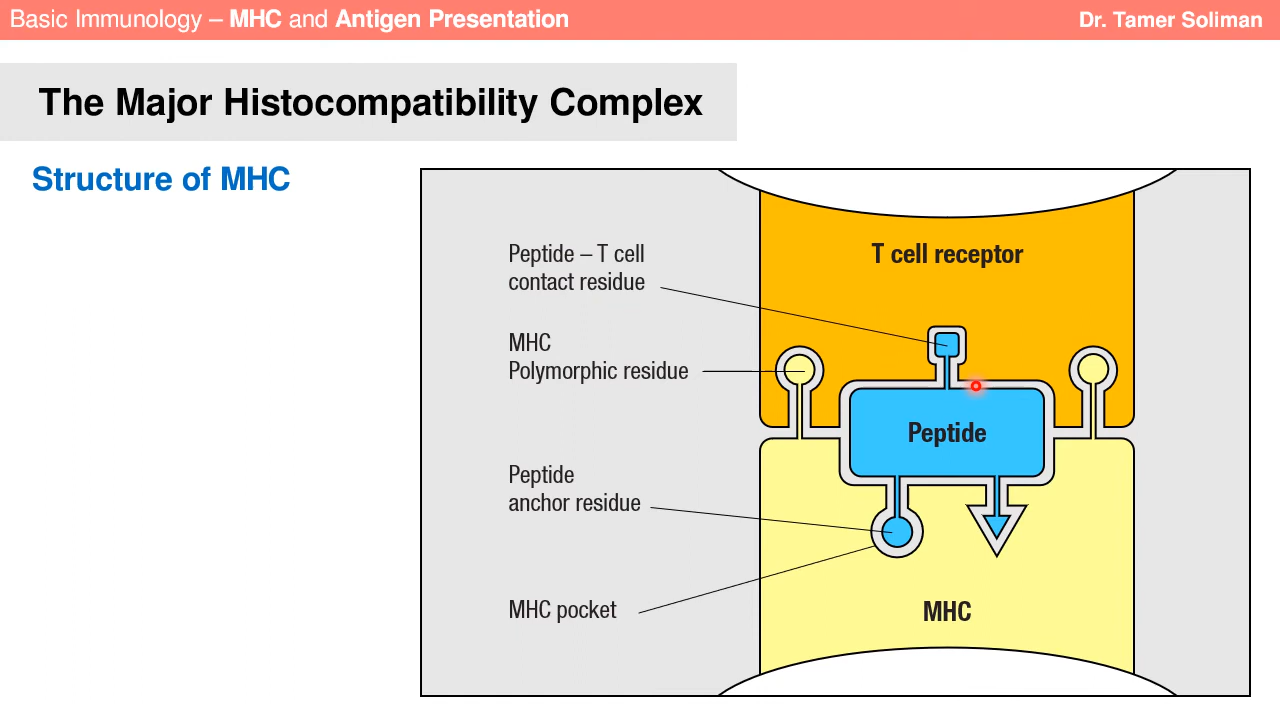 Basic Immunology – MHC and Antigen Presentation
Dr. Tamer Soliman
The Major Histocompatibility Complex
Structure of MHC
Peptide – T cell
contact residue
MHC
Polymorphic residue
Peptide
anchor residue
MHC pocket
T cell receptor
Peptide
MHC